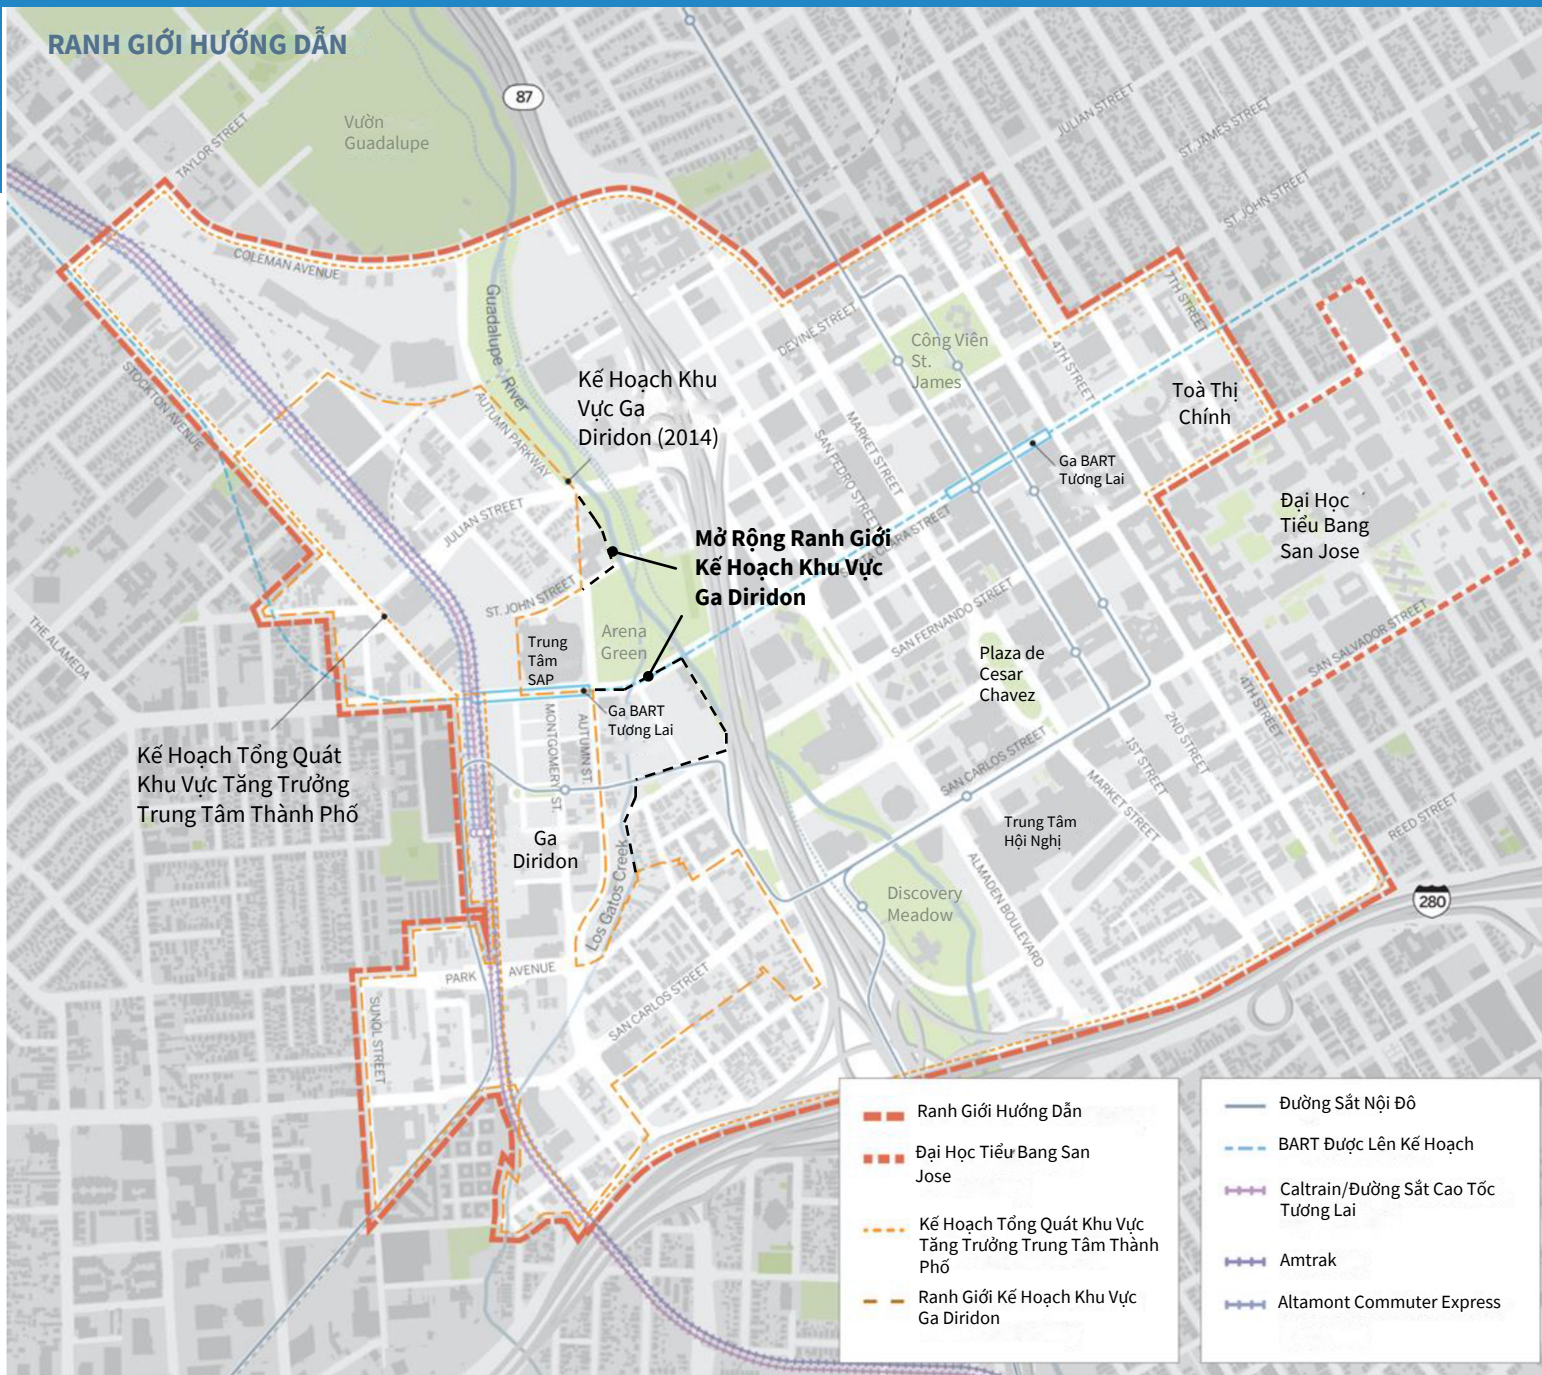 RANH GIỚI HƯỚNG DẪN
87
Vườn
Guadalupe
TAYLOR STREET
JULIAN STREET
ST. JAMES STREET
ST. JOHN STREET
COLEMAN AVENUE
Guadalupe River
7TH STREET
DEVINE STREET
4TH STREET
Công Viên
St.
James
STOCKTON AVENUE
AUTUMN PARKWAY
Kế Hoạch Khu
Vực Ga
Diridon (2014)
Toà Thị
Chính
MARKET STREET
SAN PEDRO STREET
Ga BART
Tương Lai
Đại Học
Tiểu Bang
San Jose
JULIAN STREET
Mở Rộng Ranh Giới
Kế Hoạch Khu Vực
Ga Diridon
CLARA STREET
ST. JOHN STREET
SAN FERNANDO STREET
THE ALAMEDA
Trung
Tâm
SAP
Arena
Green
SAN SALVADOR STREET
Plaza de
Cesar
Chavez
4TH STREET
Ga BART
Tương Lai
MONTGOMERY ST.
AUTUMN ST.
2ND STREET
1ST STREET
SAN CARLOS STREET
Kế Hoạch Tổng Quát
Khu Vực Tăng Trưởng
Trung Tâm Thành Phố
MARKET STREET
REED STREET
Trung Tâm
Hội Nghị
Ga
Diridon
Los Gatos Creek
ALMADEN BOULEVARD
Discovery
Meadow
280
PARK AVENUE
SAN CARLOS STREET
SUNOL STREET
Ranh Giới Hướng Dẫn
Đại Học Tiểu Bang San
Jose
Kế Hoạch Tổng Quát Khu Vực
Tăng Trưởng Trung Tâm Thành
Phố
Ranh Giới Kế Hoạch Khu Vực
Ga Diridon
Đường Sắt Nội Đô
BART Được Lên Kế Hoạch
Caltrain/Đường Sắt Cao Tốc
Tương Lai
Amtrak
Altamont Commuter Express